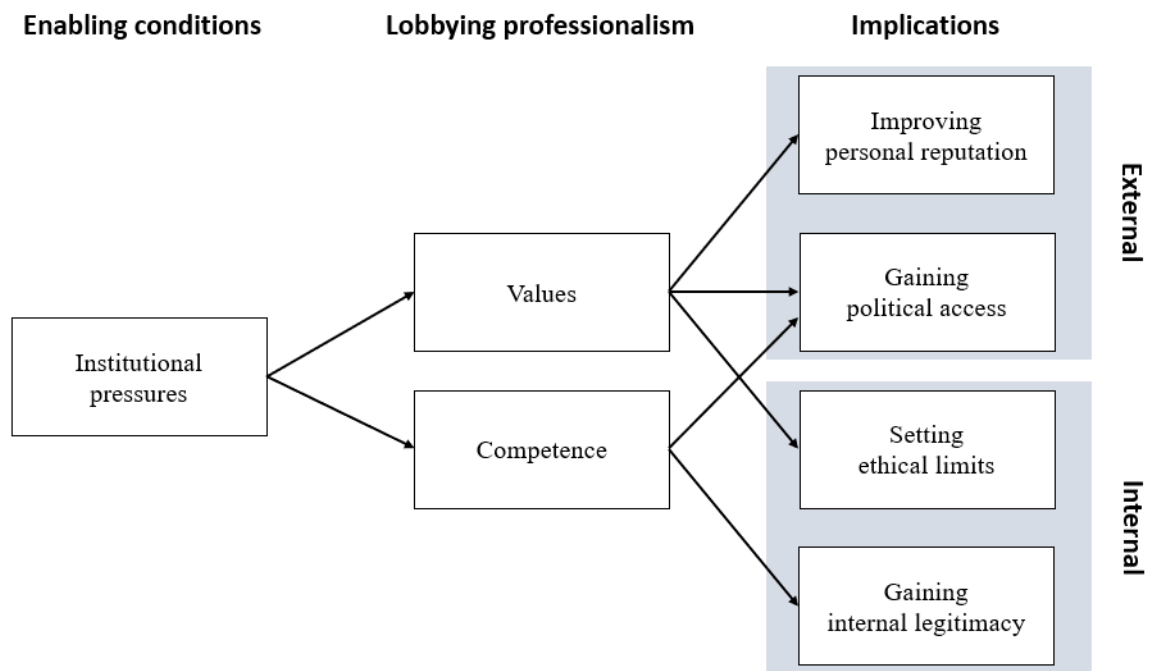 Enabling conditions
Lobbying professionalism
Implications
Improving
personal reputation
External
Values
Gaining
political access
Institutional
pressures
Competence
Setting
ethical limits
Internal
Gaining
internal legitimacy